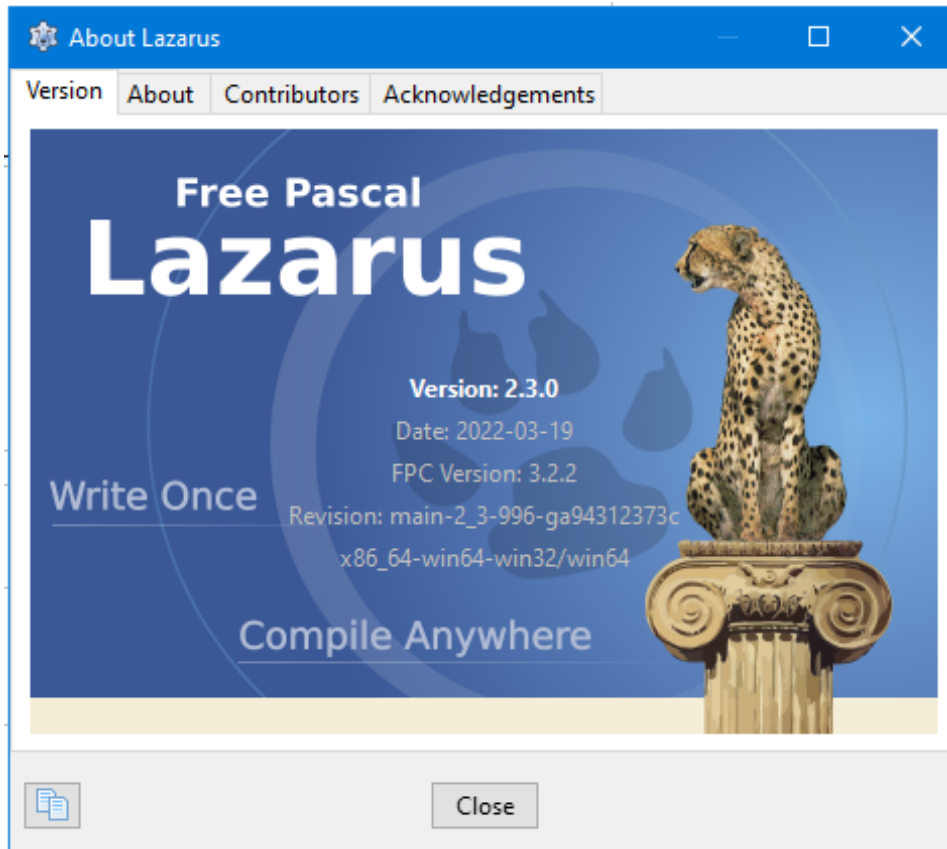 About Lazarus
Version About Contributors Acknowledgements
Free Pascal
Lazarus
Version: 2.3.0
Date: 2022-03-19
FPC Version: 3.2.2
Write Once
Revision: main-2_3-996-ga94312373c
x86_64-win64-win32/win64
Compile Anywhere
Close